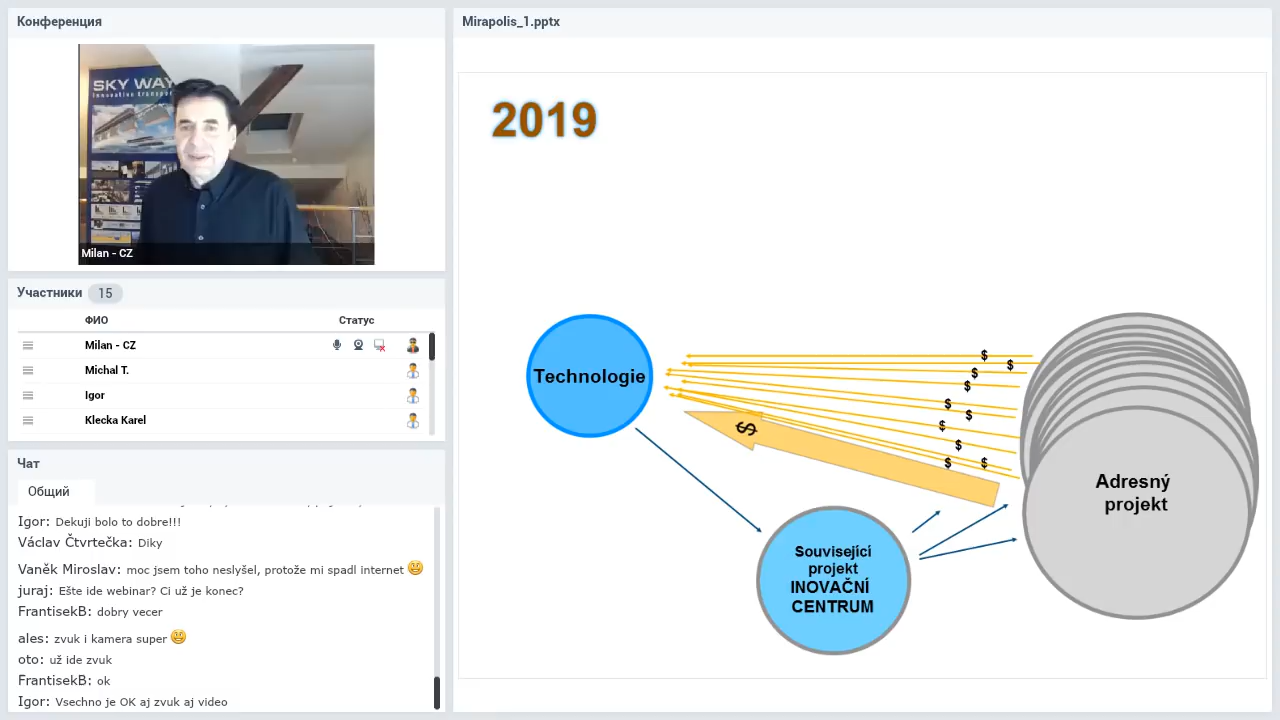 Конференция
SKY WAY
Innovative transport
Milan - CZ
Участники 15
ФИО Статус
Milan - CZ
Michal T.
Igor
Klecka Karel
Чат
Общий
Igor: Dekuji bolo to dobre!!!
Václav Čtvrtečka: Diky
Vaněk Miroslav: moc jsem toho neslyšel, protože mi spadl internet
juraj: Ešte ide webinar? Ci už je konec?
FrantisekB: dobry vecer
ales: zvuk i kamera super
oto: už ide zvuk
FrantisekB: ok
Igor: Vsechno je OK aj zvuk aj video
Mirapolis_1.pptx
2019
Technologie
$
$
$
$
$
$
$
$
$
$
$
Adresný
projekt
Související
projekt
INOVAČNÍ
CENTRUM